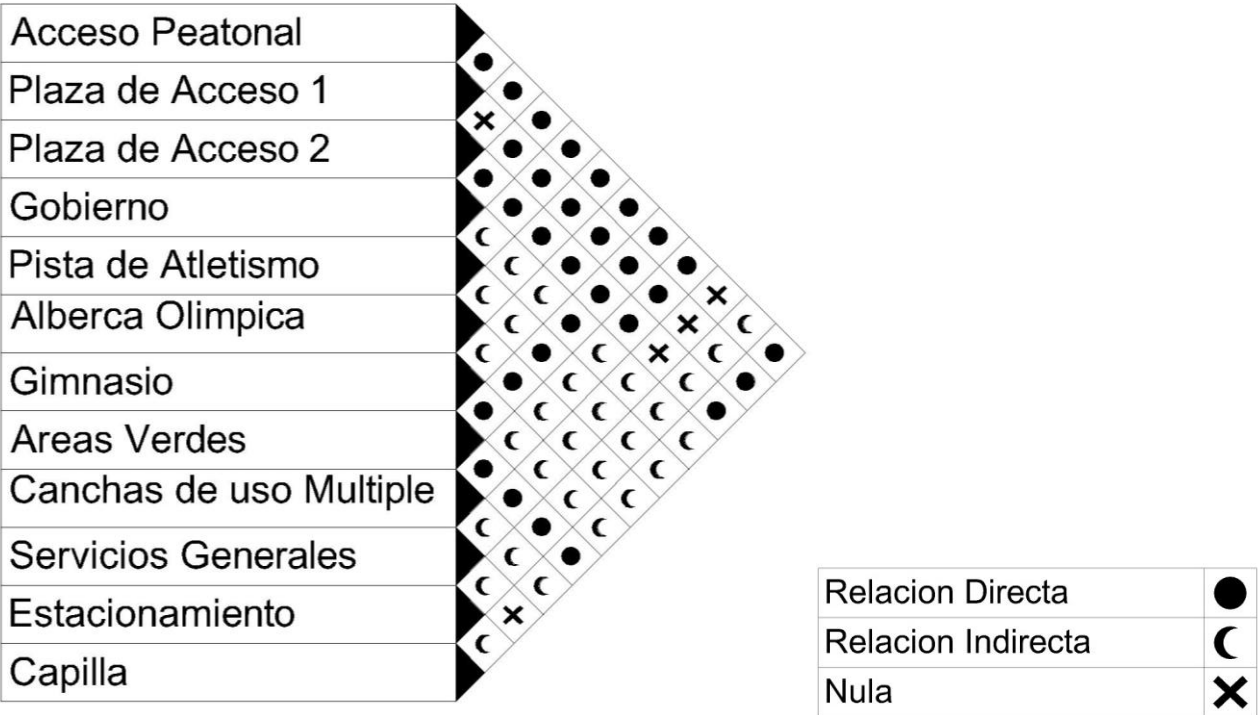 Acceso Peatonal
Plaza de Acceso 1
Plaza de Acceso 2
Gobierno
Pista de Atletismo
Alberca Olimpica
Gimnasio
Areas Verdes
Canchas de uso Multiple
Servicios Generales
Estacionamiento
Capilla
Relacion Directa
Relacion Indirecta
Nula